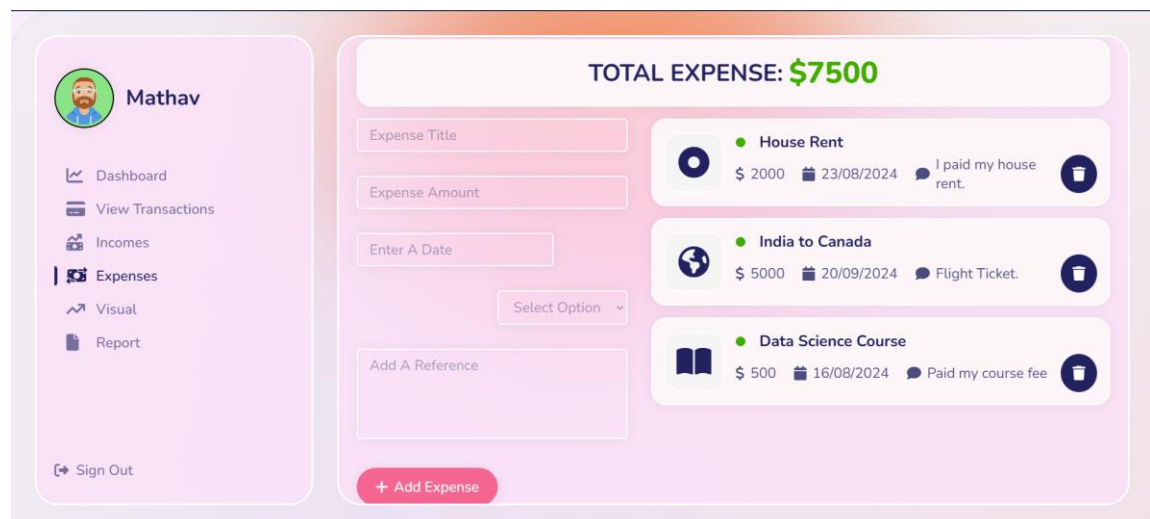 Mathav
Dashboard
View Transactions
Incomes
Expenses
Visual
Report
Sign Out
TOTAL EXPENSE: $7500
Expense Title
Expense Amount
Enter A Date
Select Option
Add A Reference
+ Add Expense
House Rent
$ 2000 23/08/2024 I paid my house
rent.
India to Canada
$ 5000 20/09/2024 Flight Ticket.
Data Science Course
$ 500 16/08/2024 Paid my course fee